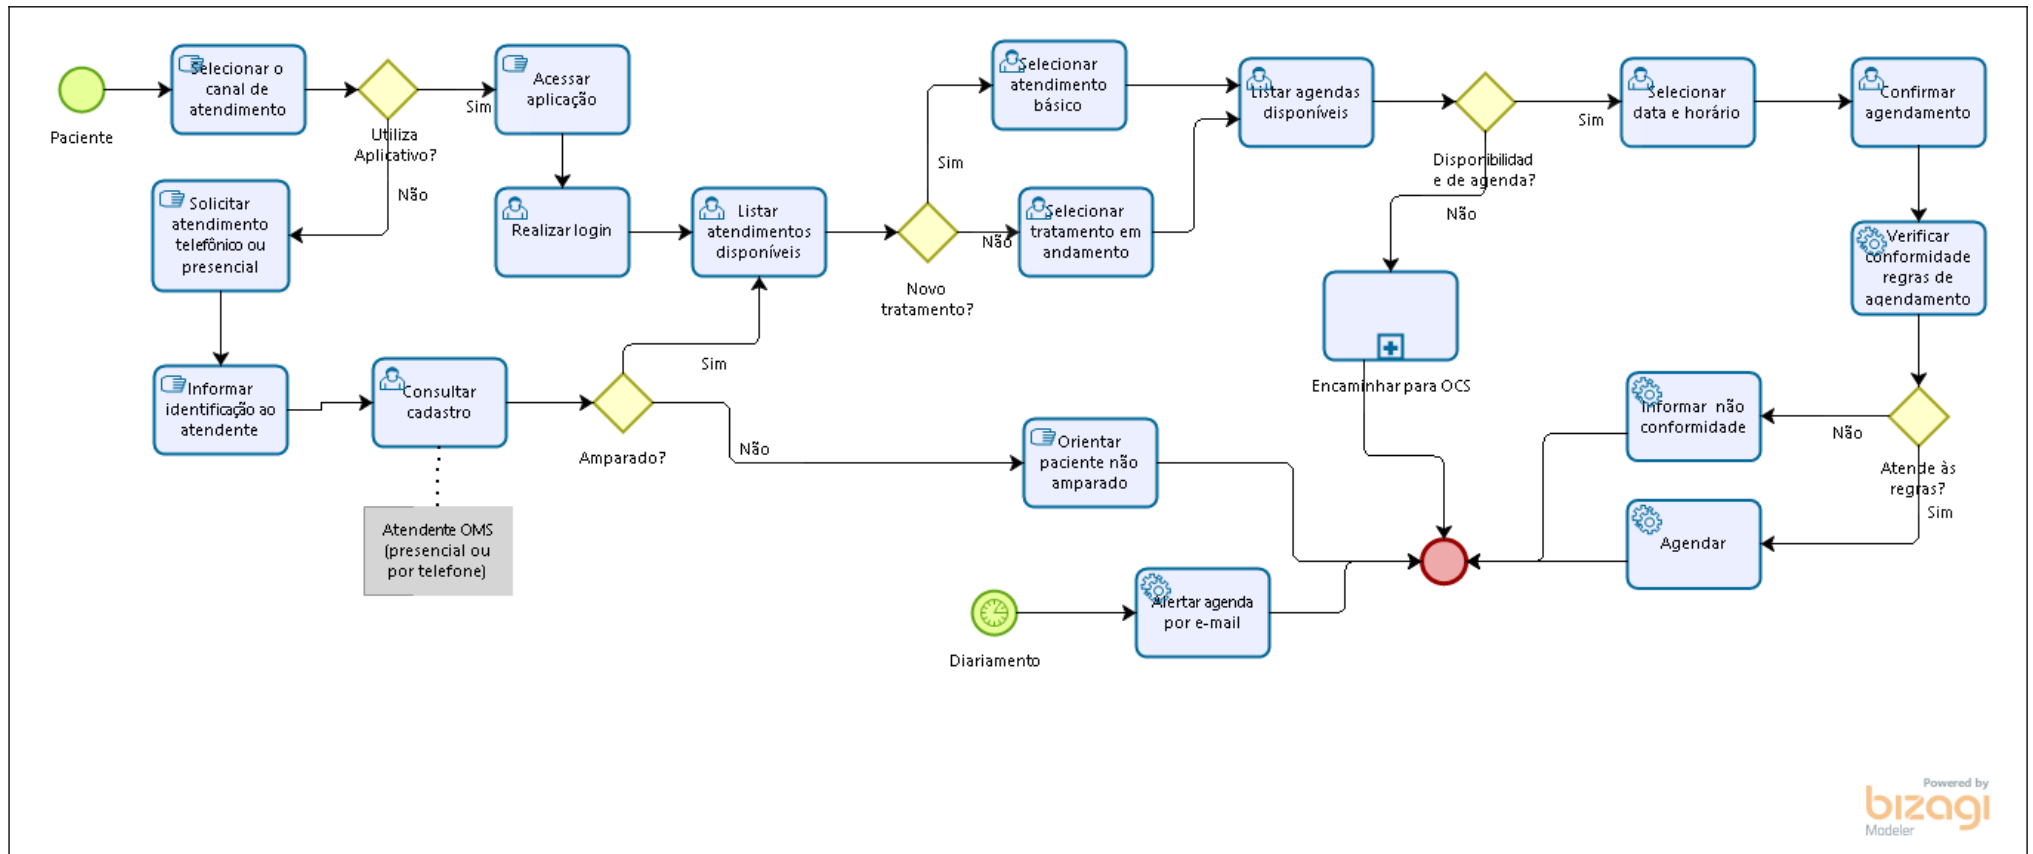 Paciente
Selecionar o
canal de
atendimento
Utiliza
Aplicativo?
Sim
Não
Acessar
aplicação
Realizar login
Solicitar
atendimento
telefônico ou
presencial
Informar
identificação ao
atendente
Consultar
cadastro
Atendente OMS
(presencial ou
por telefone)
Amparado?
Sim
Não
Listar
atendimentos
disponíveis
Novo
tratamento?
Sim
Não
Selecionar
atendimento
básico
Selecionar
tratamento em
andamento
Listar agendas
disponíveis
Disponibilidad
e de agenda?
Sim
Não
Selecionar
data e horário
Confirmar
agendamento
Verificar
conformidade
regras de
agendamento
Encaminhar para OCS
Atende às
regras?
Não
Sim
Informar não
conformidade
Agendar
Orientar
paciente não
amparado
Diariamento
Alertar agenda
por e-mail
Powered by
bizagi
Modeler